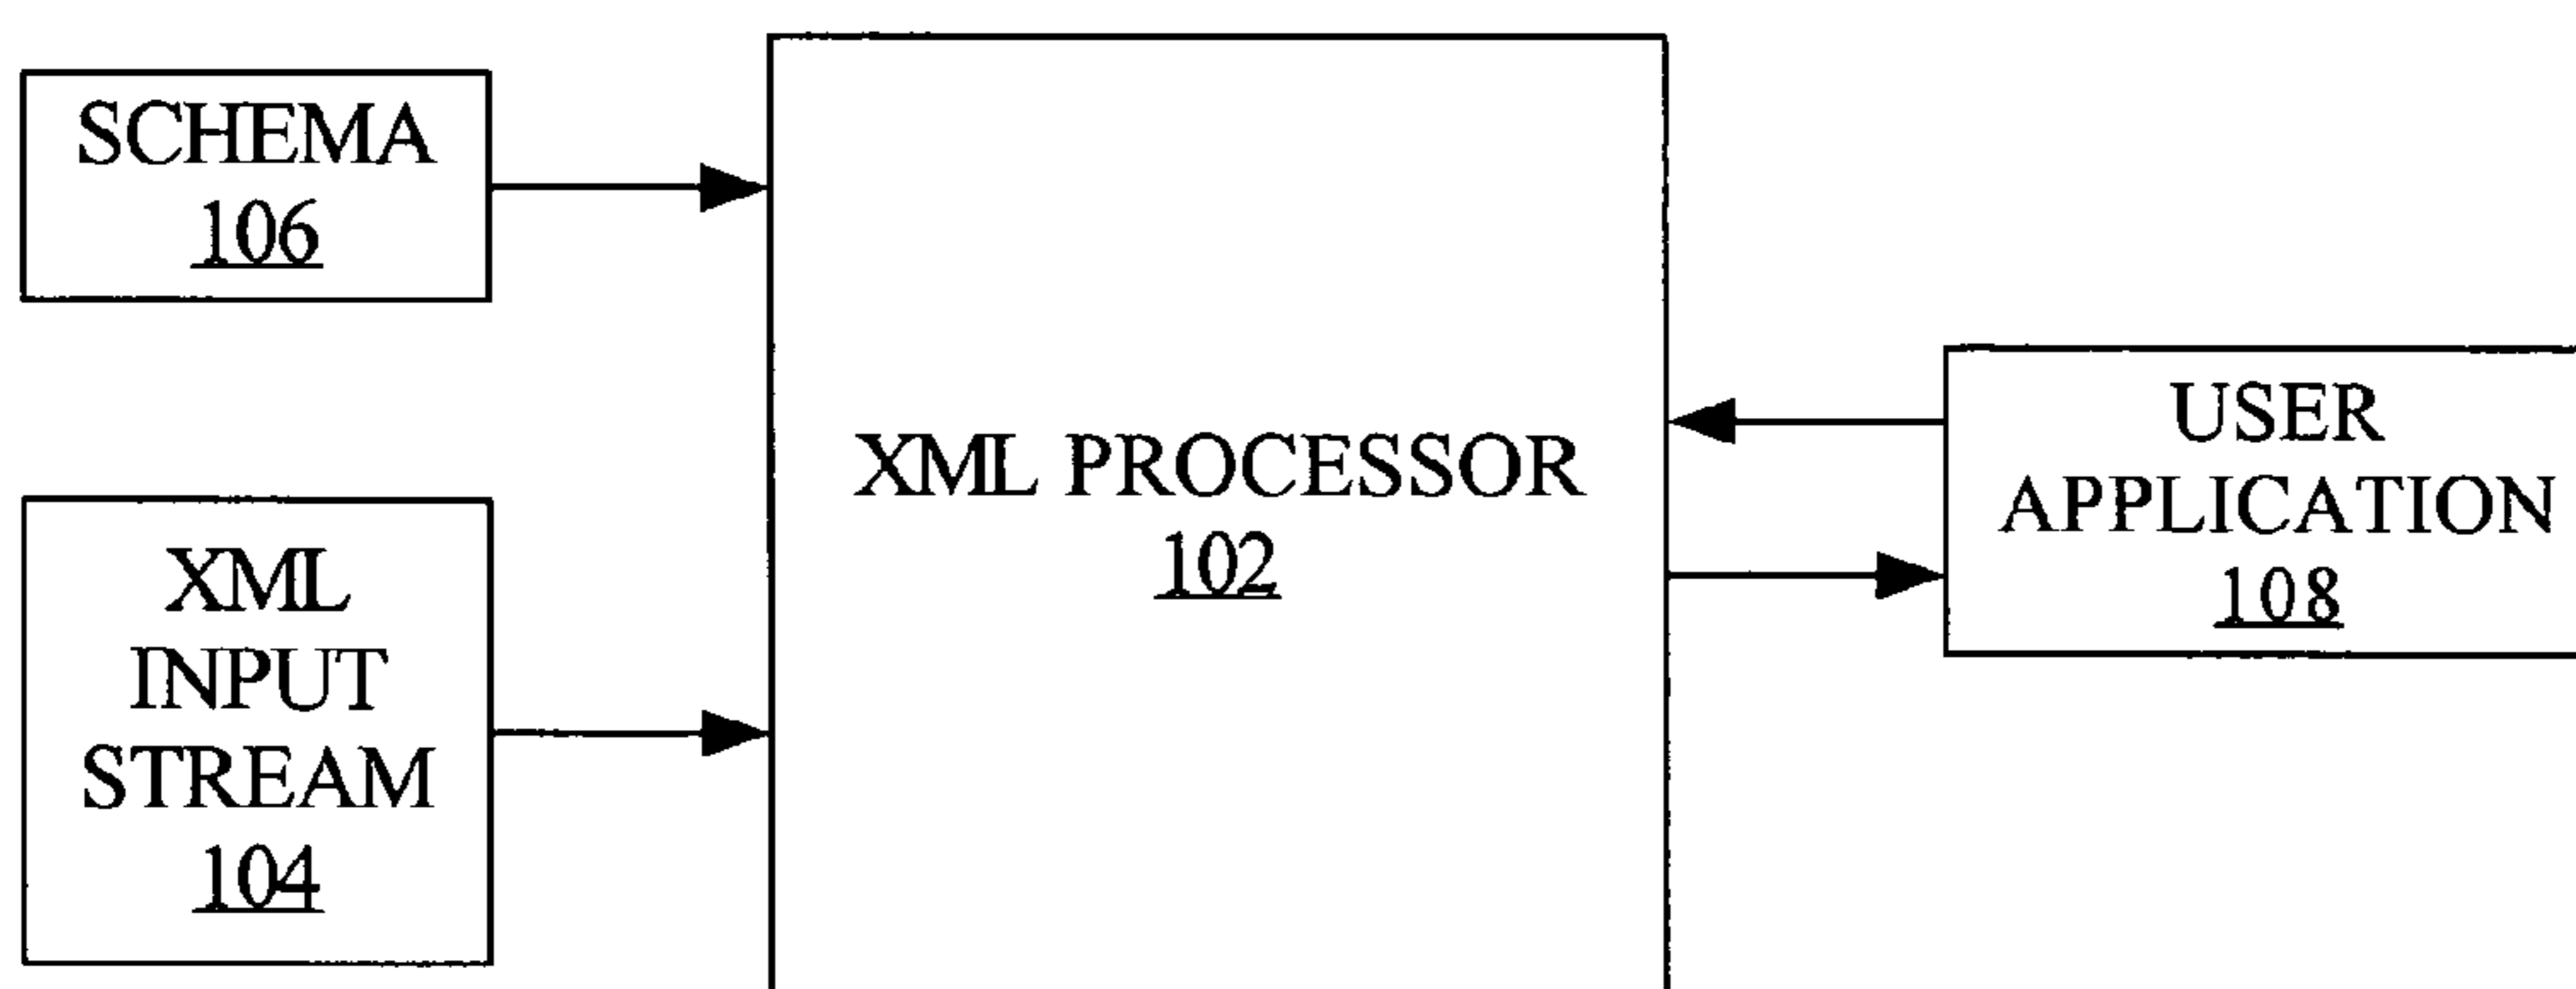 SCHEMA
106
XML
INPUT
STREAM
104
XML PROCESSOR
102
USER
APPLICATION
108